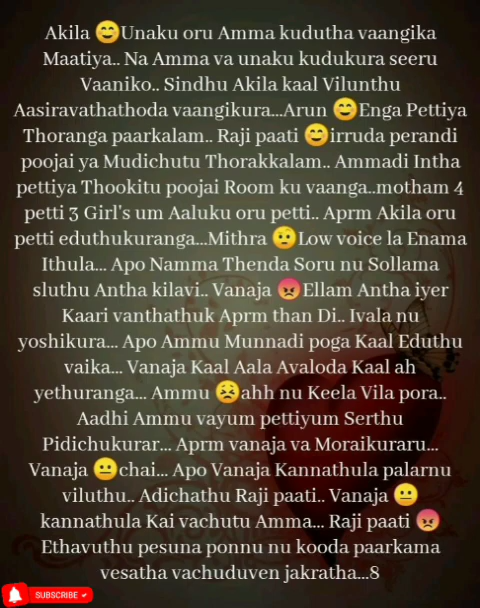 Akila 😊Unaku oru Amma kudutha vaangika
Maatiya.. Na Amma va unaku kudukura seeru
Vaaniko.. Sindhu Akila kaal Vilunthu
Aasiravathathoda vaangikura...Arun 😊Enga Pettiya
Thoranga paarkalam.. Raji paati 😊irruda perandi
poojai ya Mudichutu Thorakkalam.. Ammadi Intha
pettiya Thookitu poojai Room ku vaanga..motham 4
petti 3 Girl's um Aaluku oru petti.. Aprm Akila oru
petti eduthukuranga...Mithra 🤨Low voice la Enama
Ithula... Apo Namma Thenda Soru nu Sollama
sluthu Antha kilavi.. Vanaja 😡Ellam Antha iyer
Kaari vanthathuk Aprm than Di.. Ivala nu
yoshikura... Apo Ammu Munnadi poga Kaal Eduthu
vaika... Vanaja Kaal Aala Avaloda Kaal ah
yethuranga... Ammu 😣ahh nu Keela Vila pora..
Aadhi Ammu vayum pettiyum Serthu
Pidichukurar... Aprm vanaja va Moraikuraru...
Vanaja 😐chai... Apo Vanaja Kannathula palarnu
viluthu.. Adichathu Raji paati.. Vanaja 😐
kannathula Kai vachutu Amma... Raji paati 😡
Ethavuthu pesuna ponnu nu kooda paarkama
vesatha vachuduven jakratha...8
SUBSCRIBE